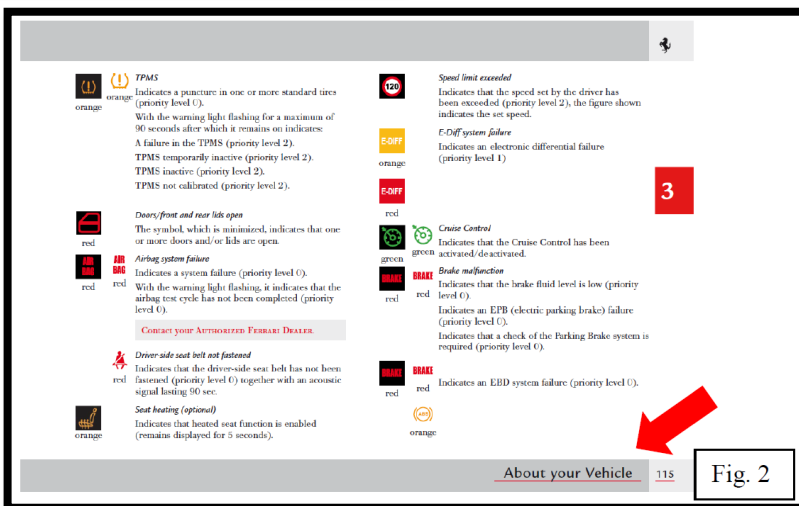 TPMS
orange
orange
Indicates a puncture in one or more standard tires
(priority level 0).
With the warning light flashing for a maximum of
90 seconds after which it remains on indicates:
A failure in the TPMS (priority level 2).
TPMS temporarily inactive (priority level 2).
TPMS inactive (priority level 2).
TPMS not calibrated (priority level 2).
Doors/front and rear lids open
red
The symbol, which is minimized, indicates that one
or more doors and/or lids are open.
AIR
BAG
red
AIR
BAG
red
Airbag system failure
Indicates a system failure (priority level 0).
With the warning light flashing, it indicates that the
airbag test cycle has not been completed (priority
level 0).
Contact your AUTHORIZED FERRARI DEALER.
Driver-side seat belt not fastened
red
Indicates that the driver-side seat belt has not been
fastened (priority level 0) together with an acoustic
signal lasting 90 sec.
Seat heating (optional)
orange
Indicates that heated seat function is enabled
(remains displayed for 5 seconds).
120
Speed limit exceeded
Indicates that the speed set by the driver has
been exceeded (priority level 2), the figure shown
indicates the set speed.
E-DIFF
orange
E-Diff system failure
Indicates an electronic differential failure
(priority level 1)
E-DIFF
red
Cruise Control
green
green
Indicates that the Cruise Control has been
activated/deactivated.
BRAKE
red
BRAKE
red
Brake malfunction
Indicates that the brake fluid level is low (priority
level 0).
Indicates an EPB (electric parking brake) failure
(priority level 0).
Indicates that a check of the Parking Brake system is
required (priority level 0).
BRAKE
red
BRAKE
red
Indicates an EBD system failure (priority level 0).
ABS
orange
3
About your Vehicle 115
Fig. 2